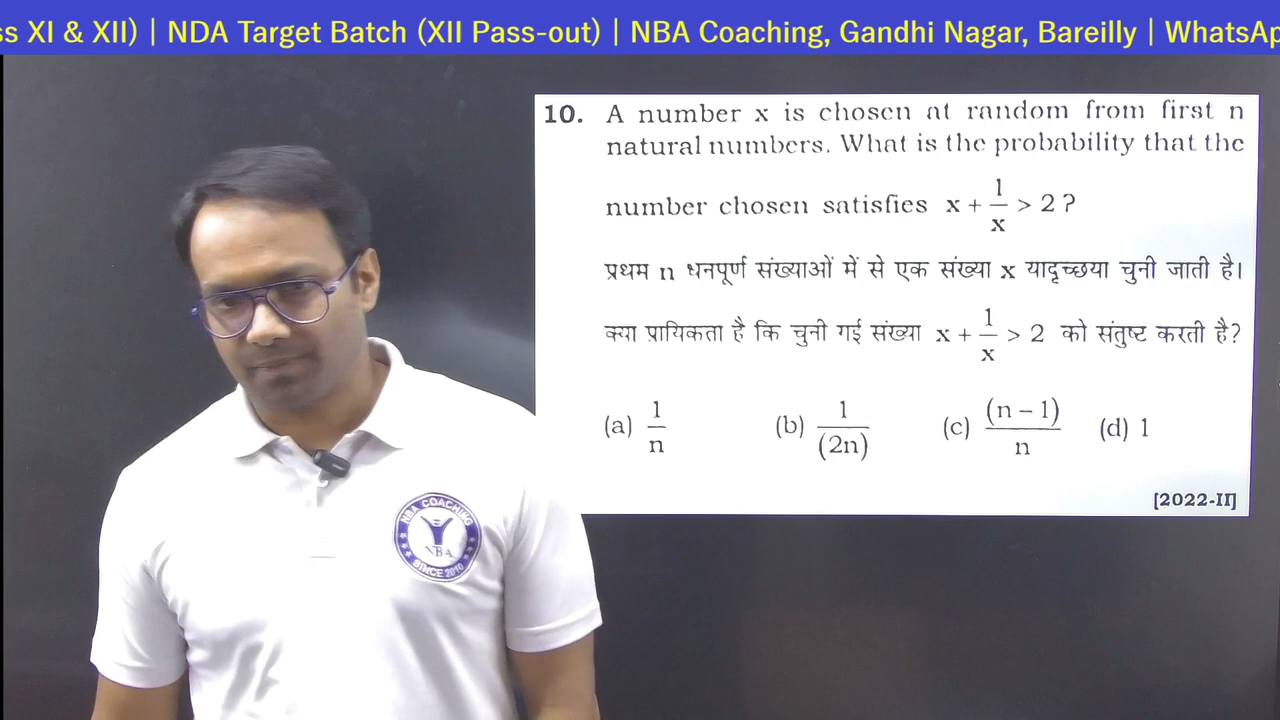 ss XI & XII) | NDA Target Batch (XII Pass-out) | NBA Coaching, Gandhi Nagar, Bareilly | WhatsAp
10. A number x is chosen at random from first n
natural numbers. What is the probability that the
number chosen satisfies x + 1/x > 2 ?
प्रथम n धनपूर्ण संख्याओं में से एक संख्या x यादृच्छया चुनी जाती है।
क्या प्रायिकता है कि चुनी गई संख्या x + 1/x > 2 को संतुष्ट करती है?
(a) 1/n (b) 1/(2n) (c) (n – 1)/n (d) 1
[2022-II]
NBA COACHING
NBA
SINCE 2010